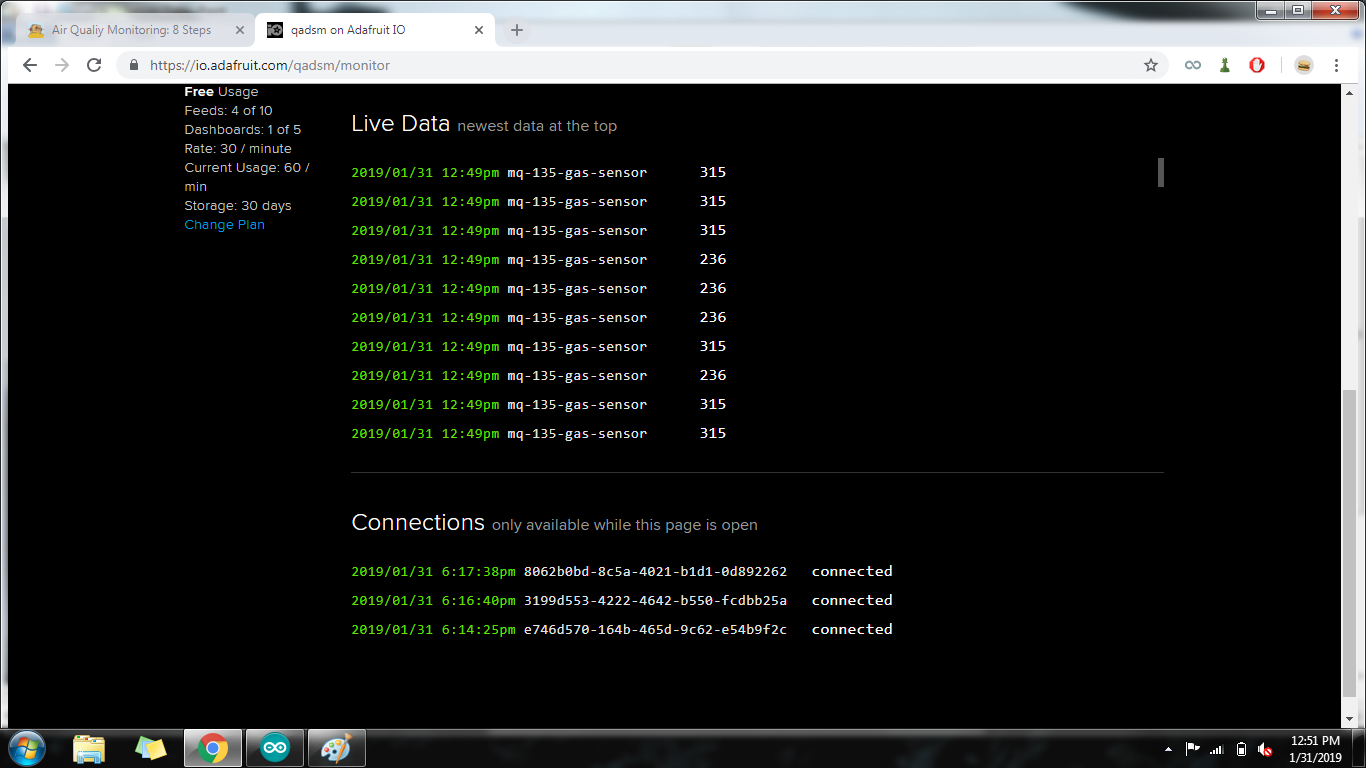 Air Qualiy Monitoring: 8 Steps
qadsm on Adafruit IO
https://io.adafruit.com/qadsm/monitor
Free Usage
Feeds: 4 of 10
Dashboards: 1 of 5
Rate: 30 / minute
Current Usage: 60 /
min
Storage: 30 days
Change Plan
Live Data newest data at the top
2019/01/31 12:49pm mq-135-gas-sensor 315
2019/01/31 12:49pm mq-135-gas-sensor 315
2019/01/31 12:49pm mq-135-gas-sensor 315
2019/01/31 12:49pm mq-135-gas-sensor 236
2019/01/31 12:49pm mq-135-gas-sensor 236
2019/01/31 12:49pm mq-135-gas-sensor 236
2019/01/31 12:49pm mq-135-gas-sensor 315
2019/01/31 12:49pm mq-135-gas-sensor 236
2019/01/31 12:49pm mq-135-gas-sensor 315
2019/01/31 12:49pm mq-135-gas-sensor 315
Connections only available while this page is open
2019/01/31 6:17:38pm 8062b0bd-8c5a-4021-b1d1-0d892262 connected
2019/01/31 6:16:40pm 3199d553-4222-4642-b550-fcdbb25a connected
2019/01/31 6:14:25pm e746d570-164b-465d-9c62-e54b9f2c connected
12:51 PM
1/31/2019